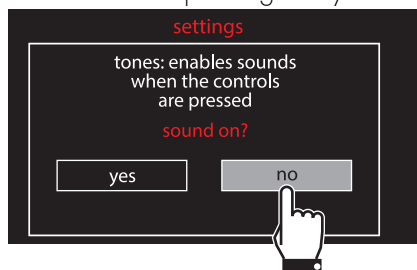 settings
tones: enables sounds
when the controls
are pressed
sound on?
yes
no